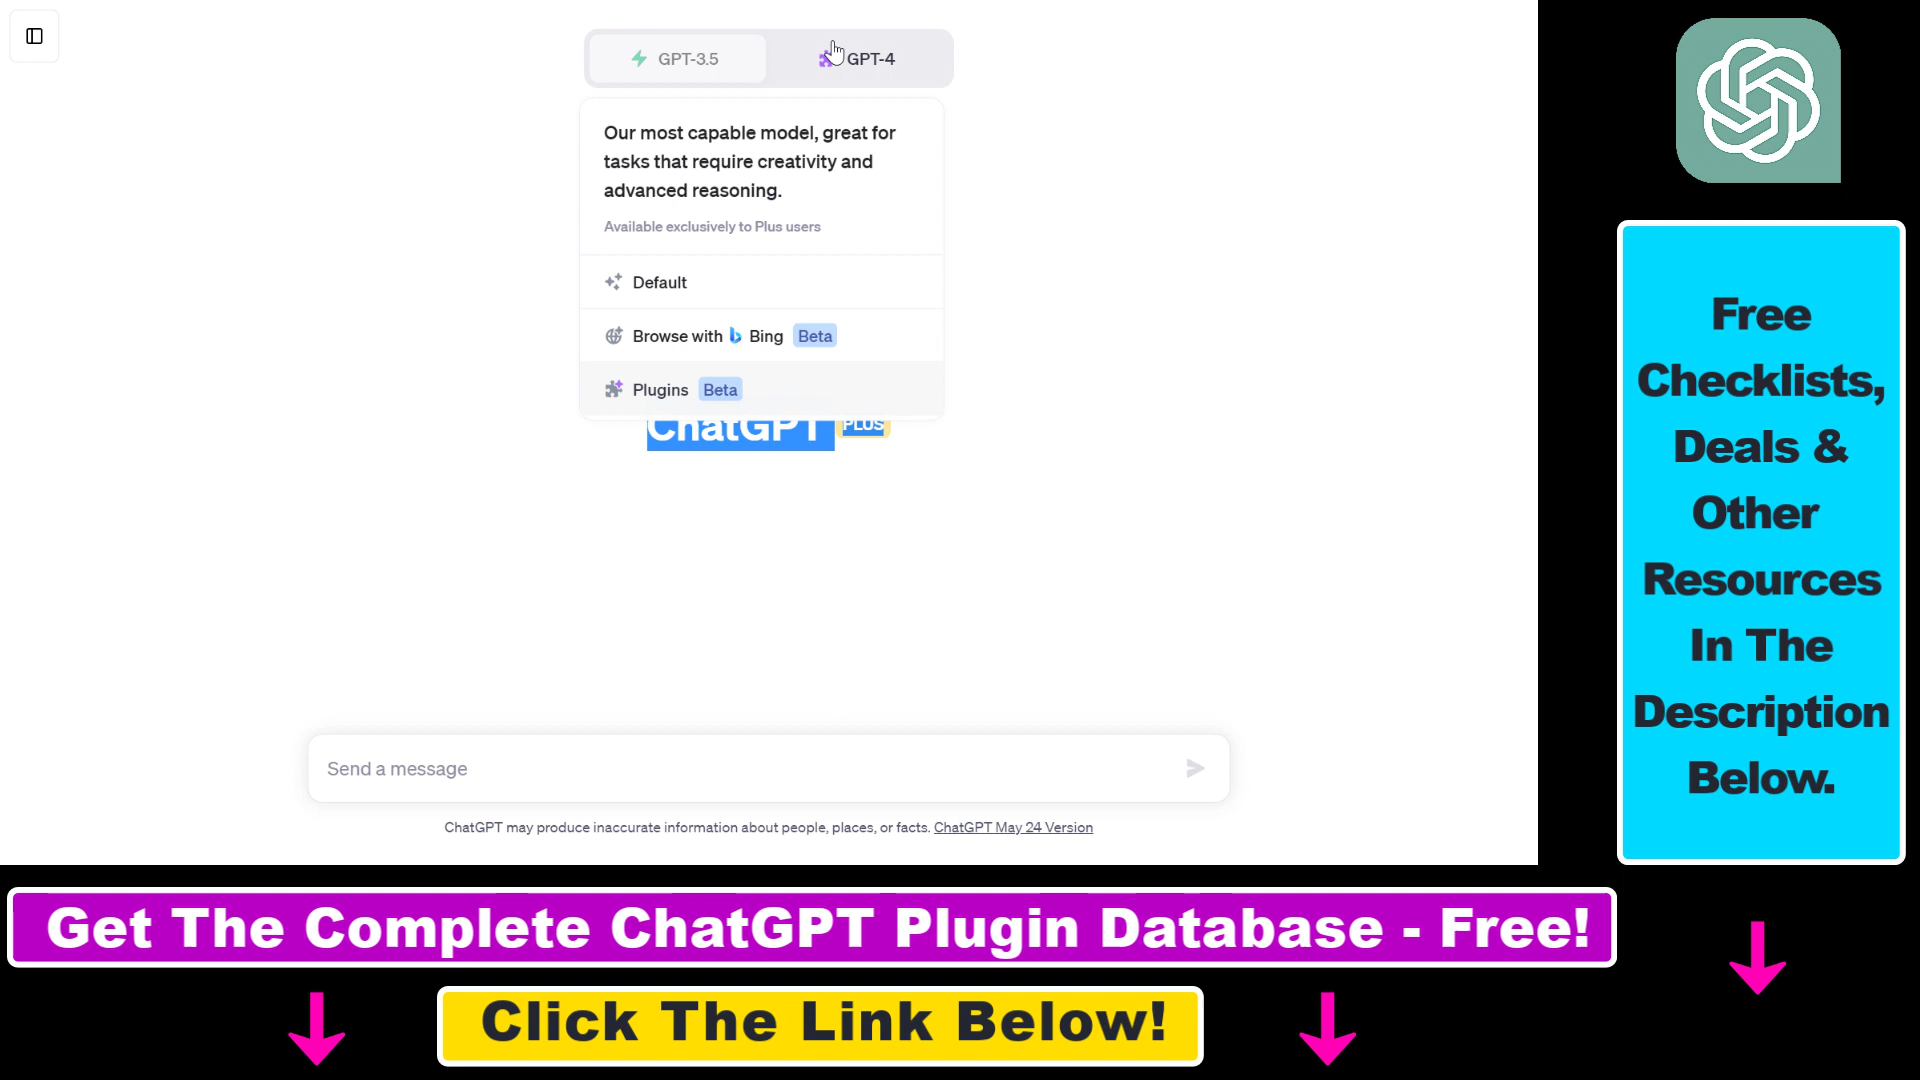 GPT-3.5
GPT-4
Our most capable model, great for
tasks that require creativity and
advanced reasoning.
Available exclusively to Plus users
Default
Browse with Bing Beta
Plugins Beta
ChatGPT PLUS
Send a message
ChatGPT may produce inaccurate information about people, places, or facts. ChatGPT May 24 Version
Free
Checklists,
Deals &
Other
Resources
In The
Description
Below.
Get The Complete ChatGPT Plugin Database - Free!
Click The Link Below!